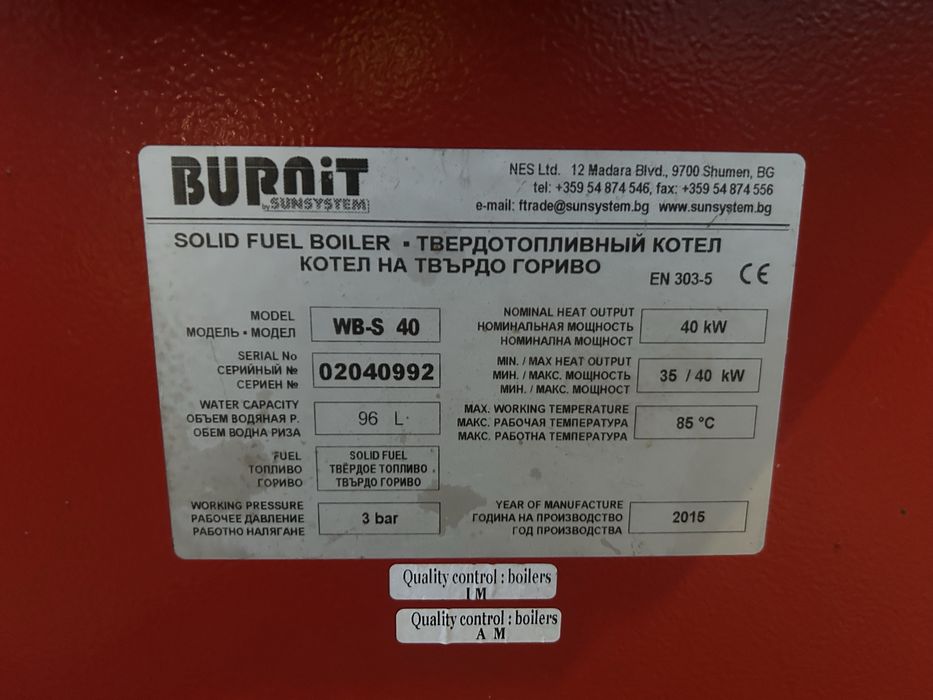 BURNiT
by SUNSYSTEM
NES Ltd. 12 Madara Blvd., 9700 Shumen, BG
tel: +359 54 874 546, fax: +359 54 874 556
e-mail: ftrade@sunsystem.bg www.sunsystem.bg
SOLID FUEL BOILER ▪ ТВЕРДОТОПЛИВНЫЙ КОТЕЛ
КОТЕЛ НА ТВЪРДО ГОРИВО
EN 303-5 CE
MODEL
МОДЕЛЬ ▪ МОДЕЛ
WB-S 40
SERIAL No
СЕРИЙНЫЙ №
СЕРИЕН №
02040992
WATER CAPACITY
ОБЪЕМ ВОДЯНАЯ Р.
ОБЕМ ВОДНА РИЗА
96 L
FUEL
ТОПЛИВО
ГОРИВО
SOLID FUEL
ТВЁРДОЕ ТОПЛИВО
ТВЪРДО ГОРИВО
WORKING PRESSURE
РАБОЧЕЕ ДАВЛЕНИЕ
РАБОТНО НАЛЯГАНЕ
3 bar
NOMINAL HEAT OUTPUT
НОМИНАЛЬНАЯ МОЩНОСТЬ
НОМИНАЛНА МОЩНОСТ
40 kW
MIN. / MAX HEAT OUTPUT
МИН. / МАКС. МОЩНОСТЬ
МИН. / МАКС. МОЩНОСТ
35 / 40 kW
MAX. WORKING TEMPERATURE
МАКС. РАБОЧАЯ ТЕМПЕРАТУРА
МАКС. РАБОТНА ТЕМПЕРАТУРА
85 °C
YEAR OF MANUFACTURE
ГОДИНА НА ПРОИЗВОДСТВО
ГОД ПРОИЗВОДСТВА
2015
Quality control : boilers
I M
Quality control : boilers
A M